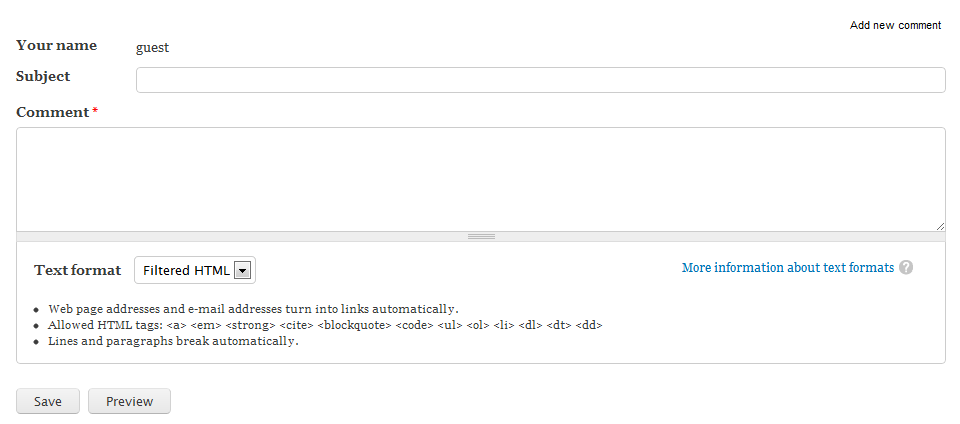 Add new comment
Your name guest
Subject
Comment *
Text format Filtered HTML More information about text formats ?
Web page addresses and e-mail addresses turn into links automatically.
Allowed HTML tags: <a> <em> <strong> <cite> <blockquote> <code> <ul> <ol> <li> <dl> <dt> <dd>
Lines and paragraphs break automatically.
Save Preview